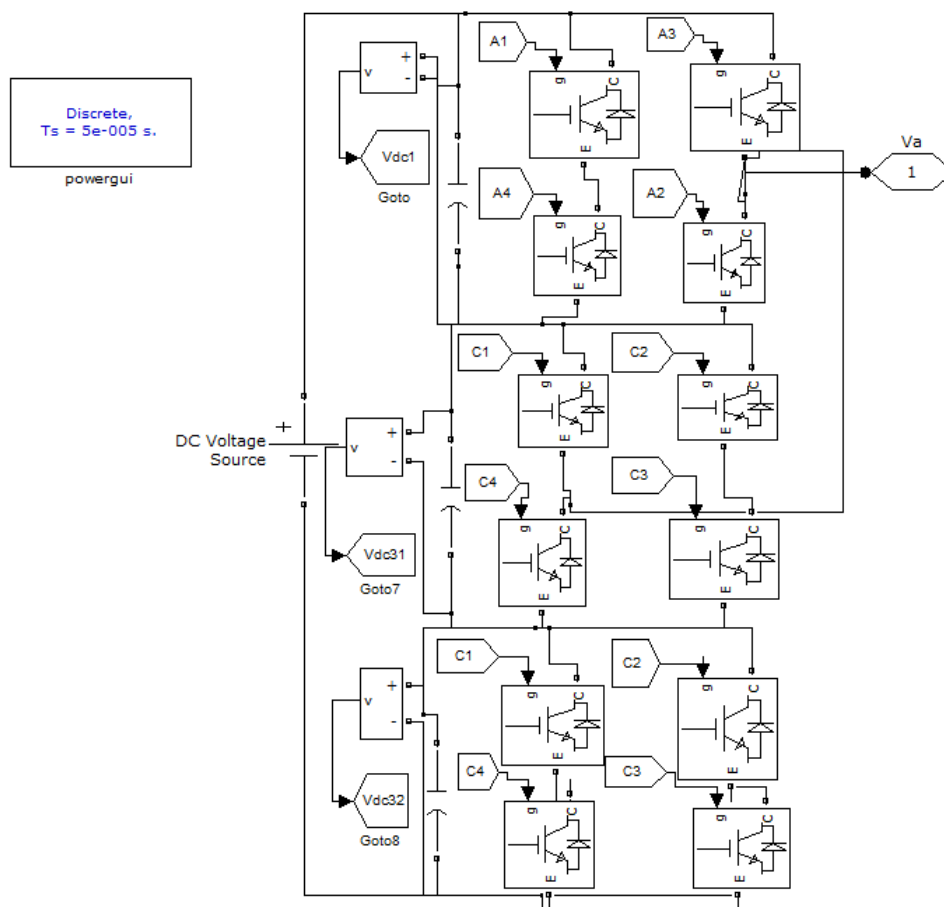 Discrete,
Ts = 5e-005 s.
powergui
+
-
v
Vdc1
Goto
A1
g
C
E
A3
g
C
E
Va
1
A4
g
C
E
A2
g
C
E
C1
g
C
E
C2
g
C
E
+
DC Voltage
Source
+
-
v
Vdc31
Goto7
C4
g
C
E
C3
g
C
E
+
-
v
Vdc32
Goto8
C1
g
C
E
C2
g
C
E
C4
g
C
E
C3
g
C
E